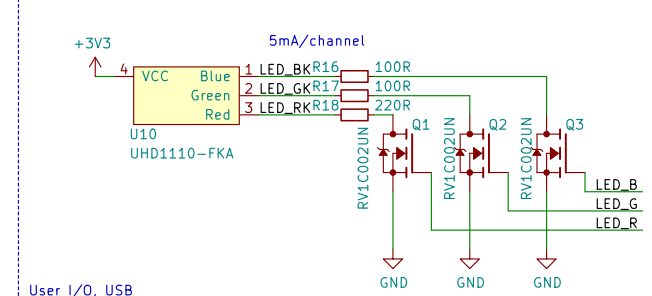 5mA/channel
+3V3
4 VCC Blue 1 LED_BK R16 100R
Green 2 LED_GK R17 100R
Red 3 LED_RK R18 220R
U10
UHD1110-FKA
Q1 Q2 Q3
RV1C002UN RV1C002UN RV1C002UN
LED_B
LED_G
LED_R
GND GND GND
User I/O, USB